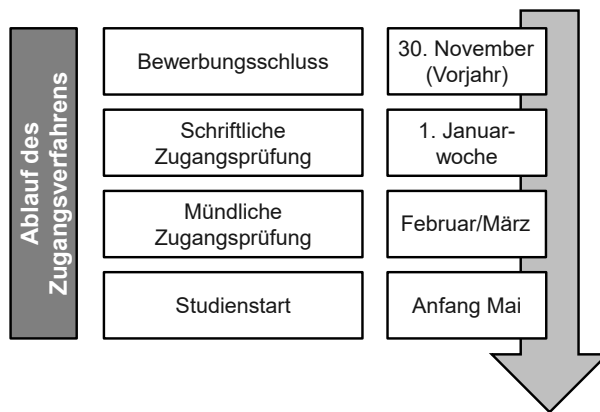 Ablauf des
Zugangsverfahrens
Bewerbungsschluss
30. November
(Vorjahr)
Schriftliche
Zugangsprüfung
1. Januar-
woche
Mündliche
Zugangsprüfung
Februar/März
Studienstart
Anfang Mai